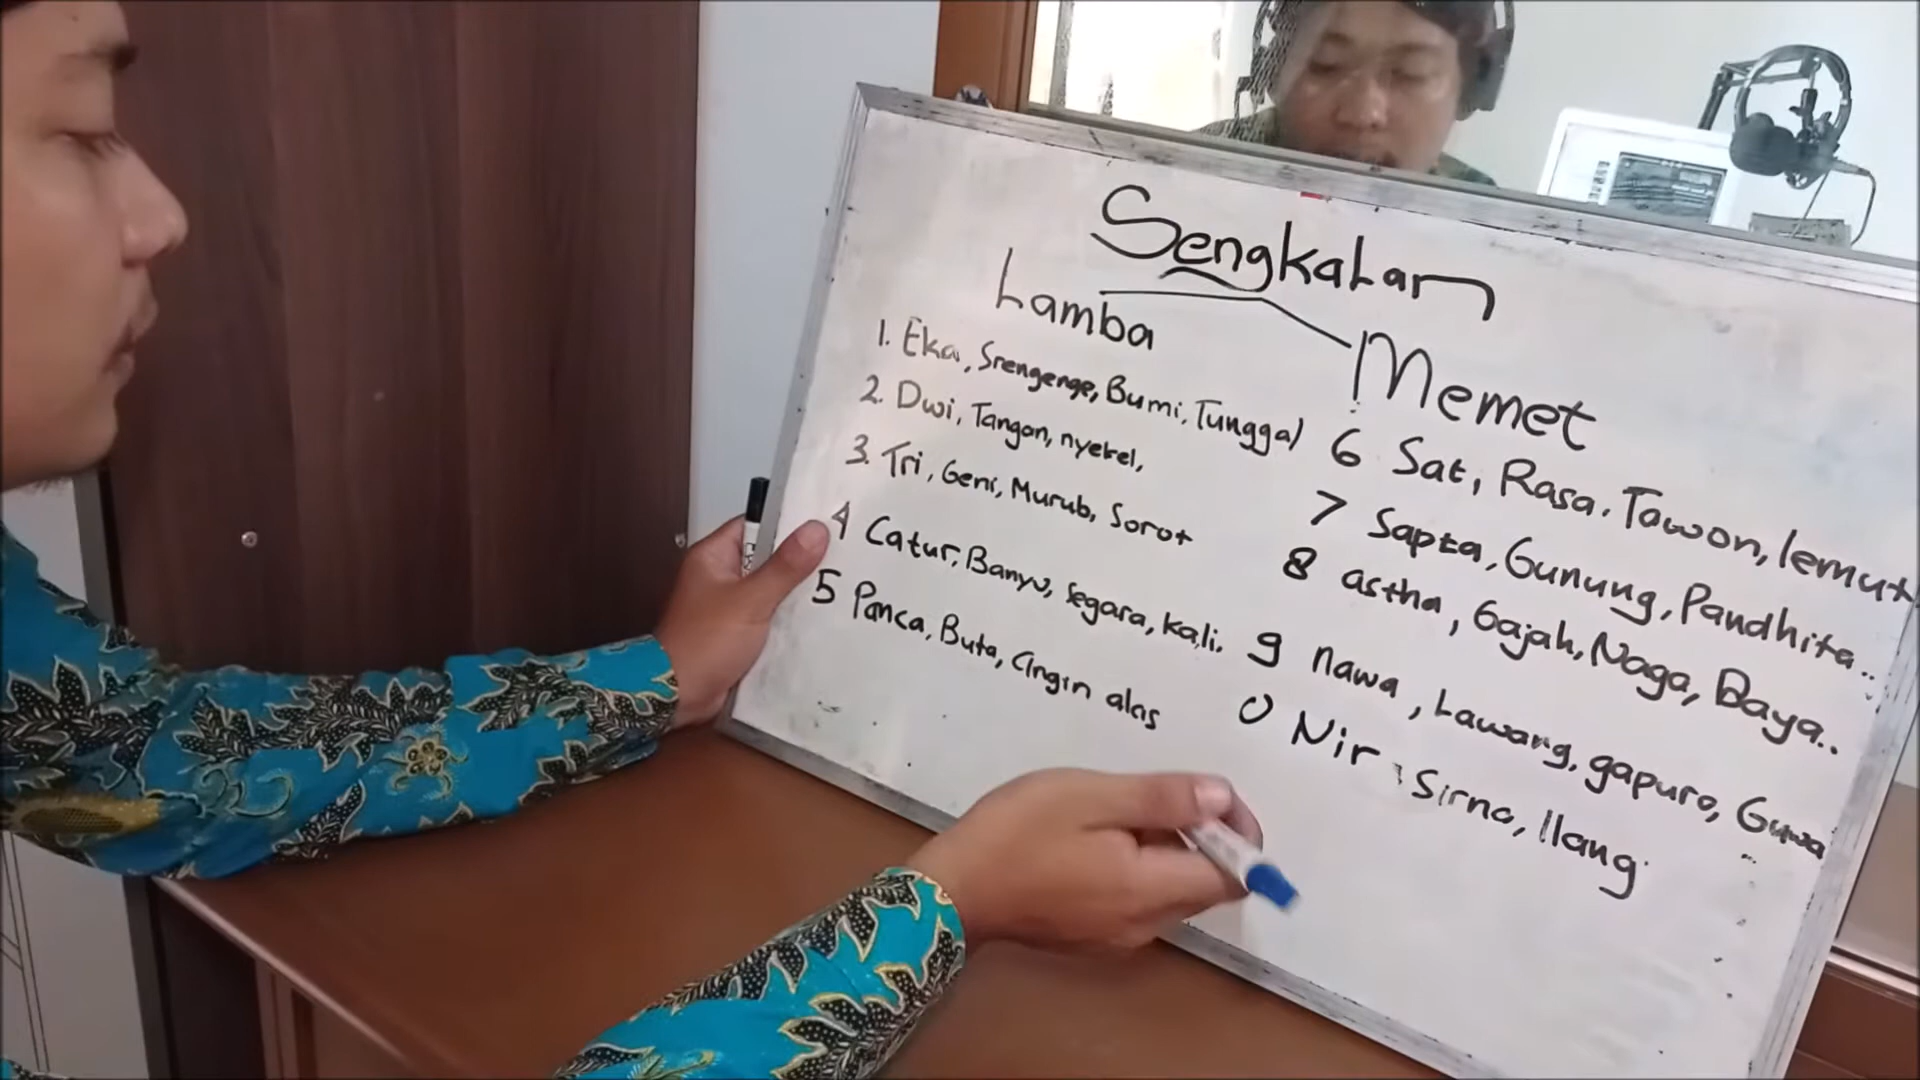 Sengkalan
Lamba
Memet
1. Eka, Srengenge, Bumi, Tunggal
2. Dwi, Tangan, nyekel,
3. Tri, Geni, Murub, Sorot
4 Catur, Banyu, Segara, kali.
5 Panca, Buta, Angin alas
6 Sat, Rasa. Tawon, lemut
7 Sapta, Gunung, Pandhita..
8 astha, Gajah, Naga, Baya..
9 nawa, Lawang, gapuro, Guwa
0 Nir, Sirno, Ilang